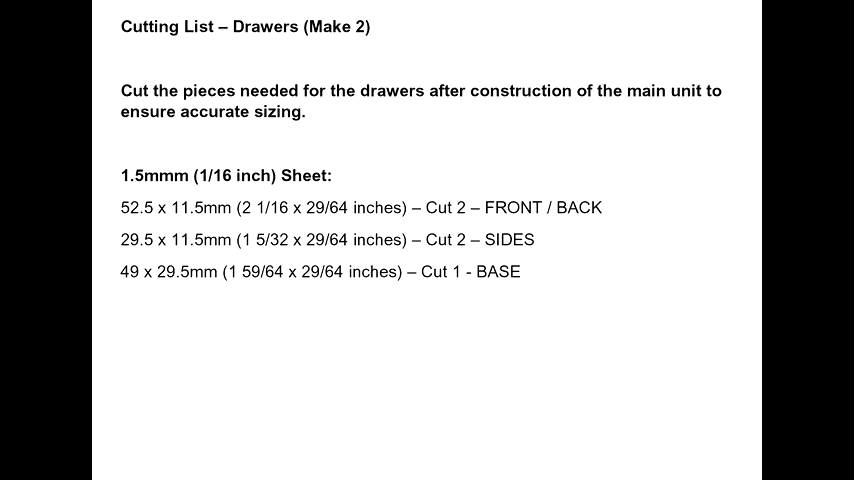 Cutting List – Drawers (Make 2)
Cut the pieces needed for the drawers after construction of the main unit to
ensure accurate sizing.
1.5mmm (1/16 inch) Sheet:
52.5 x 11.5mm (2 1/16 x 29/64 inches) – Cut 2 – FRONT / BACK
29.5 x 11.5mm (1 5/32 x 29/64 inches) – Cut 2 – SIDES
49 x 29.5mm (1 59/64 x 29/64 inches) – Cut 1 - BASE